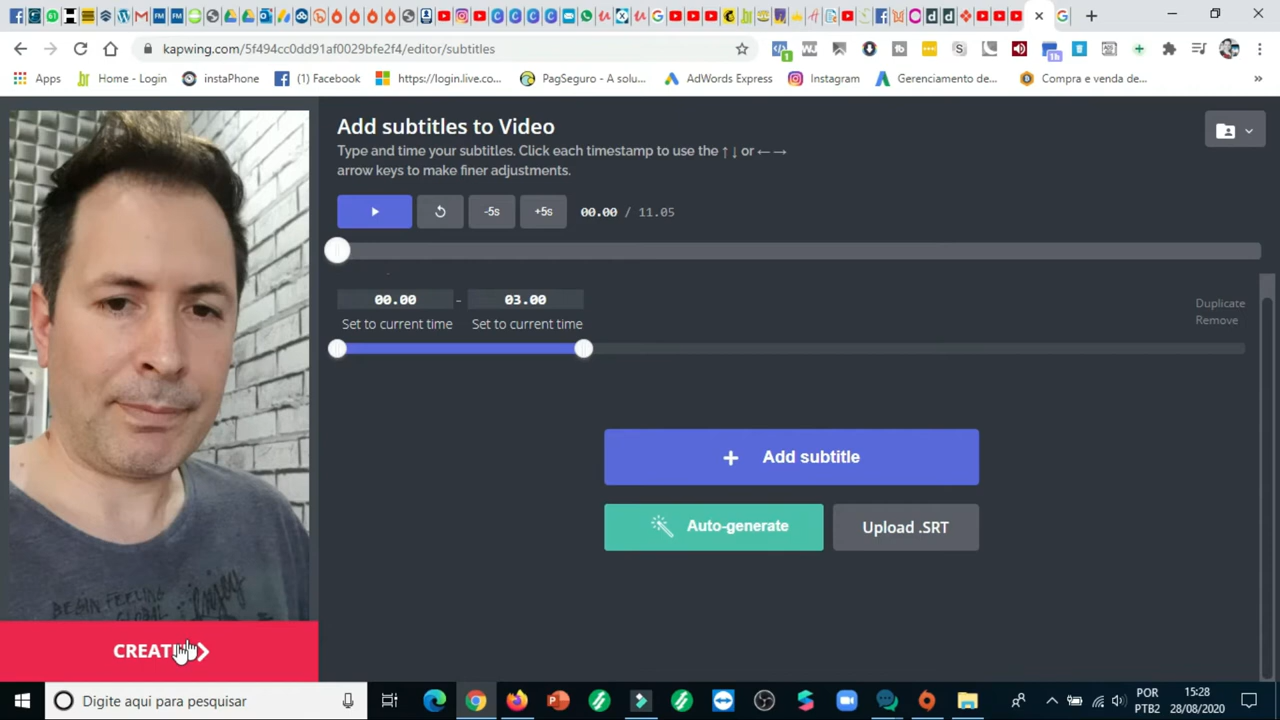 kapwing.com/5f494cc0dd91af0029bfe2f4/editor/subtitles
Apps
Home - Login
instaPhone
(1) Facebook
https://login.live.co...
PagSeguro - A solu...
AdWords Express
Instagram
Gerenciamento de...
Compra e venda de...
»
Add subtitles to Video
Type and time your subtitles. Click each timestamp to use the ↑ ↓ or ← →
arrow keys to make finer adjustments.
-5s
+5s
00.00 / 11.05
00.00 - 03.00
Set to current time
Set to current time
Duplicate
Remove
+ Add subtitle
Auto-generate
Upload .SRT
BEGIN FEELING
GLOBAL
enjoy
Digite aqui para pesquisar
POR
PTB2
15:28
28/08/2020